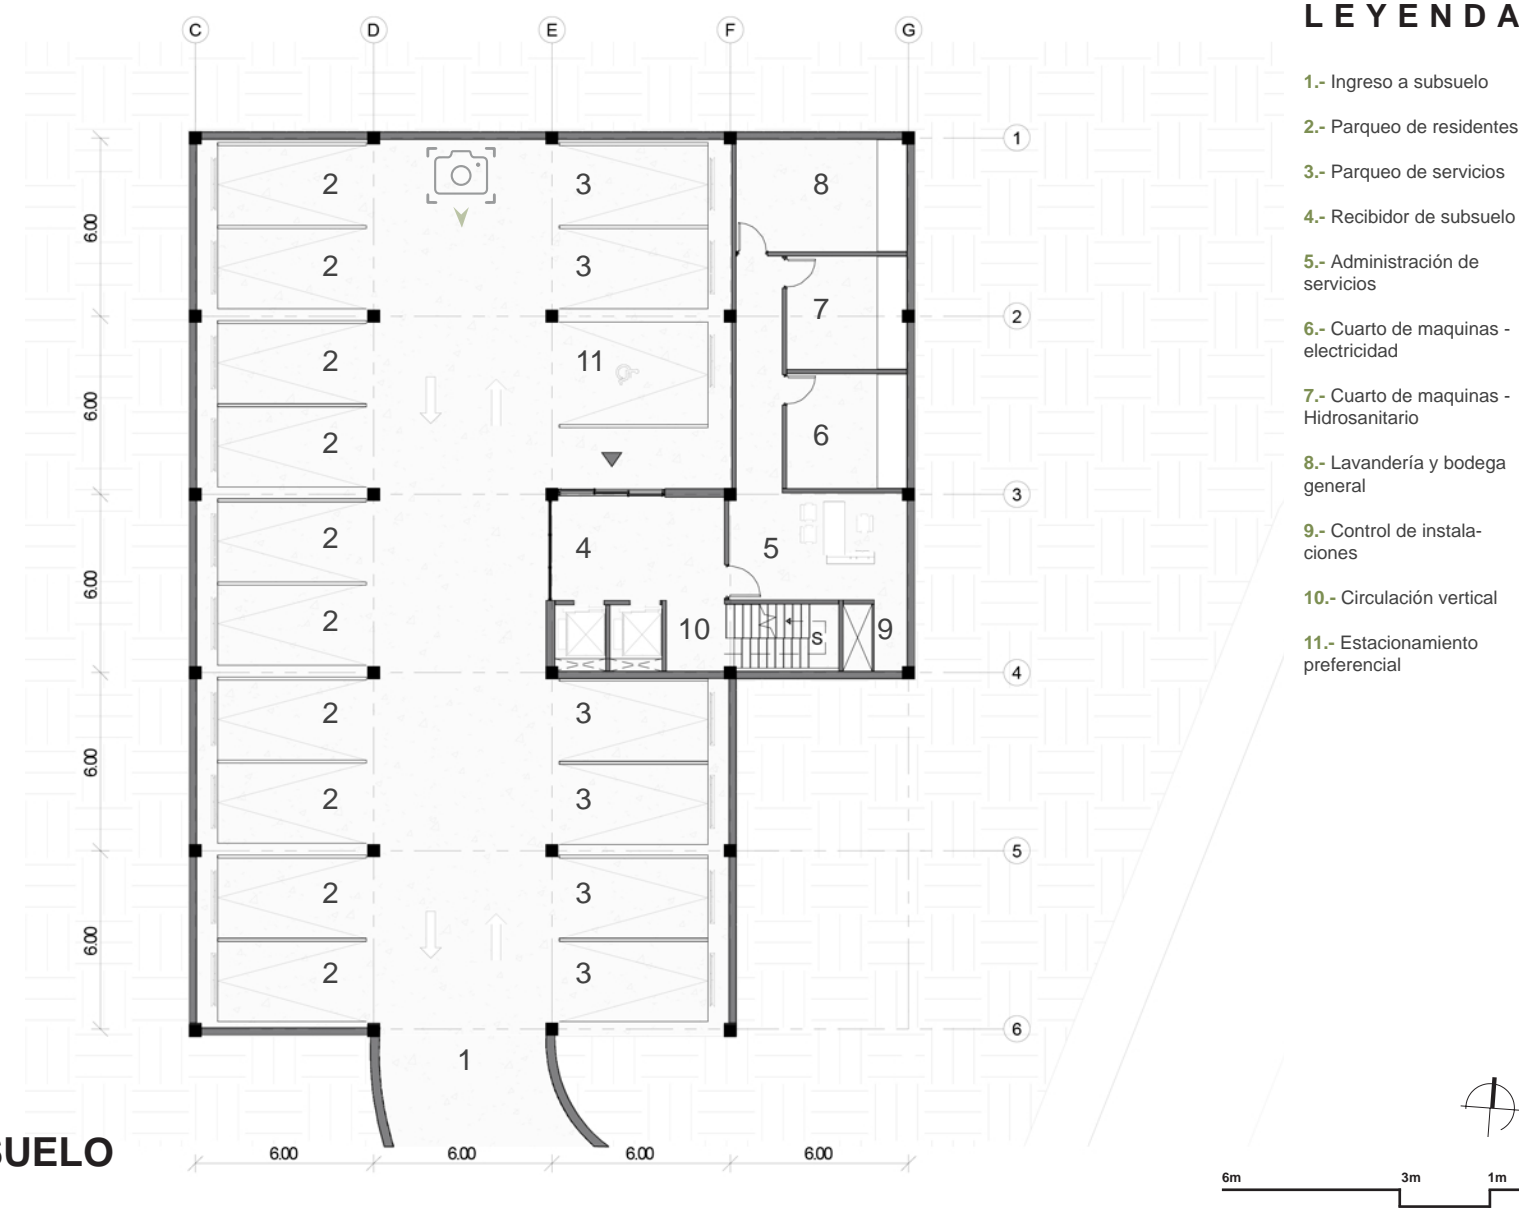 C D E F G
LEYENDA
1.- Ingreso a subsuelo
2.- Parqueo de residentes
3.- Parqueo de servicios
4.- Recibidor de subsuelo
5.- Administración de
servicios
6.- Cuarto de maquinas -
electricidad
7.- Cuarto de maquinas -
Hidrosanitario
8.- Lavandería y bodega
general
9.- Control de instala-
ciones
10.- Circulación vertical
11.- Estacionamiento
preferencial
1
2 3 8
6.00
2 3
7
2
2 11
6.00
2 6
3
2 4 5
6.00
2 10 S 9
4
2 3
6.00
2 3
5
2 3
6.00
2 3
6
1
SUELO
6.00 6.00 6.00 6.00
6m 3m 1m